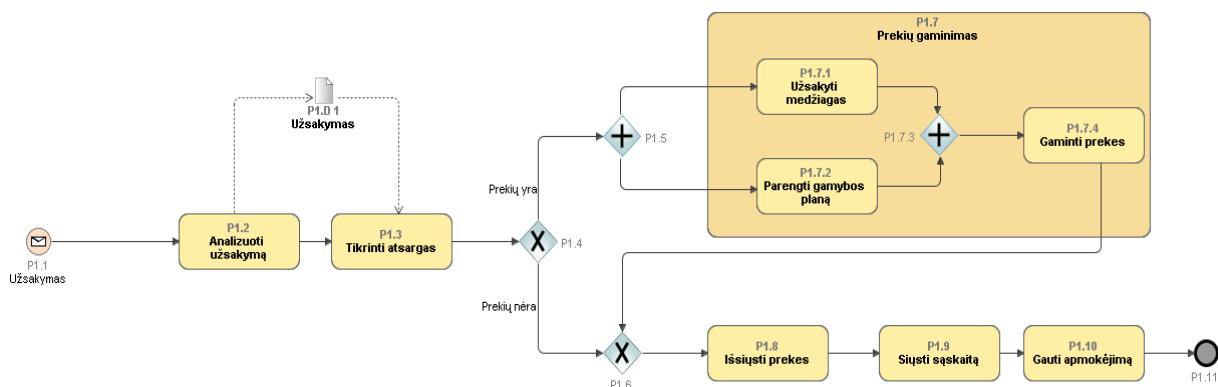 P1.7
Prekių gaminimas
P1.7.1
Užsakyti
medžiagas
P1.D 1
Užsakymas
P1.5
P1.7.3
P1.7.4
Gaminti prekes
P1.7.2
Parengti gamybos
planą
Prekių yra
P1.2
Analizuoti
užsakymą
P1.3
Tikrinti atsargas
P1.4
P1.1
Užsakymas
Prekių nėra
P1.8
Išsiųsti prekes
P1.9
Siųsti sąskaitą
P1.10
Gauti apmokėjimą
P1.6
P1.11